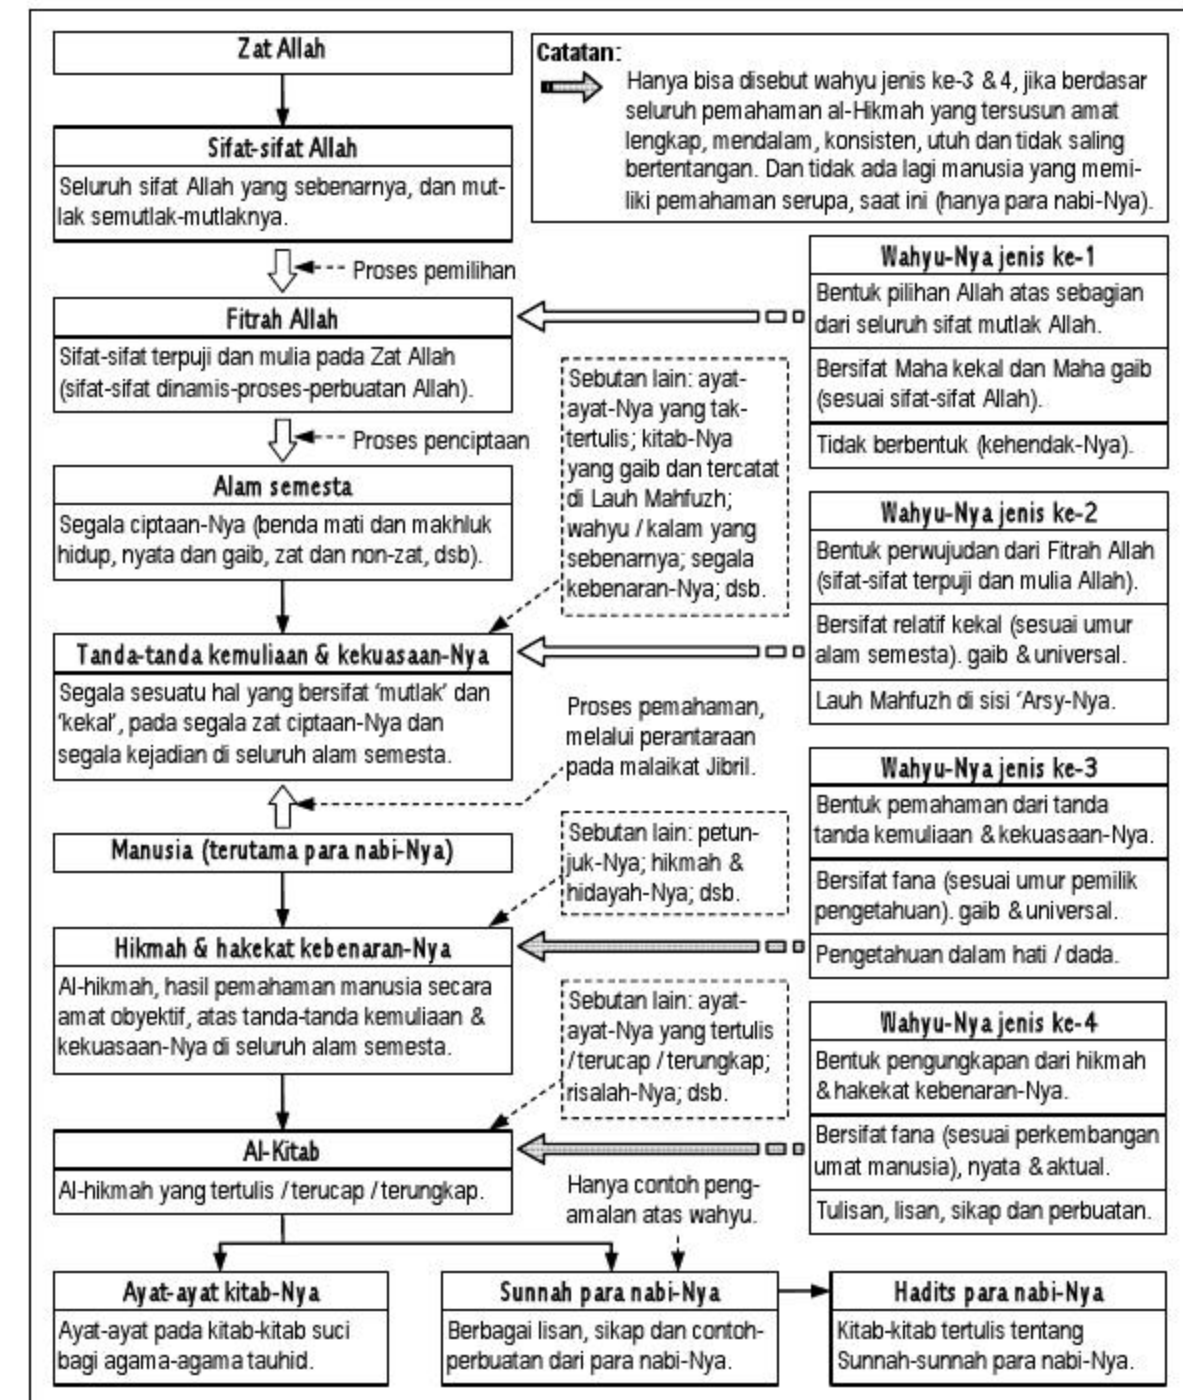 Zat Allah
Sifat-sifat Allah
Seluruh sifat Allah yang sebenarnya, dan mut-
lak semutlak-mutlaknya.
Catatan:
Hanya bisa disebut wahyu jenis ke-3 & 4, jika berdasar
seluruh pemahaman al-Hikmah yang tersusun amat
lengkap, mendalam, konsisten, utuh dan tidak saling
bertentangan. Dan tidak ada lagi manusia yang memi-
liki pemahaman serupa, saat ini (hanya para nabi-Nya).
Proses pemilihan
Fitrah Allah
Sifat-sifat terpuji dan mulia pada Zat Allah
(sifat-sifat dinamis-proses-perbuatan Allah).
Wahyu-Nya jenis ke-1
Bentuk pilihan Allah atas sebagian
dari seluruh sifat mutlak Allah.
Bersifat Maha kekal dan Maha gaib
(sesuai sifat-sifat Allah).
Tidak berbentuk (kehendak-Nya).
Proses penciptaan
Alam semesta
Segala ciptaan-Nya (benda mati dan makhluk
hidup, nyata dan gaib, zat dan non-zat, dsb).
Sebutan lain: ayat-
ayat-Nya yang tak-
tertulis; kitab-Nya
yang gaib dan tercatat
di Lauh Mahfuzh;
wahyu / kalam yang
sebenarnya; segala
kebenaran-Nya; dsb.
Wahyu-Nya jenis ke-2
Bentuk perwujudan dari Fitrah Allah
(sifat-sifat terpuji dan mulia Allah).
Bersifat relatif kekal (sesuai umur
alam semesta). gaib & universal.
Lauh Mahfuzh di sisi ‘Arsy-Nya.
Tanda-tanda kemuliaan & kekuasaan-Nya
Segala sesuatu hal yang bersifat ‘mutlak’ dan
‘kekal’, pada segala zat ciptaan-Nya dan
segala kejadian di seluruh alam semesta.
Proses pemahaman,
melalui perantaraan
pada malaikat Jibril.
Manusia (terutama para nabi-Nya)
Wahyu-Nya jenis ke-3
Bentuk pemahaman dari tanda
tanda kemuliaan & kekuasaan-Nya.
Bersifat fana (sesuai umur pemilik
pengetahuan). gaib & universal.
Pengetahuan dalam hati / dada.
Sebutan lain: petun-
juk-Nya; hikmah &
hidayah-Nya; dsb.
Hikmah & hakekat kebenaran-Nya
Al-hikmah, hasil pemahaman manusia secara
amat obyektif, atas tanda-tanda kemuliaan &
kekuasaan-Nya di seluruh alam semesta.
Sebutan lain: ayat-
ayat-Nya yang tertulis
/ terucap / terungkap;
risalah-Nya; dsb.
Wahyu-Nya jenis ke-4
Bentuk pengungkapan dari hikmah
& hakekat kebenaran-Nya.
Bersifat fana (sesuai perkembangan
umat manusia), nyata & aktual.
Tulisan, lisan, sikap dan perbuatan.
Al-Kitab
Al-hikmah yang tertulis / terucap / terungkap.
Hanya contoh peng-
amalan atas wahyu.
Ayat-ayat kitab-Nya
Ayat-ayat pada kitab-kitab suci
bagi agama-agama tauhid.
Sunnah para nabi-Nya
Berbagai lisan, sikap dan contoh-
perbuatan dari para nabi-Nya.
Hadits para nabi-Nya
Kitab-kitab tertulis tentang
Sunnah-sunnah para nabi-Nya.